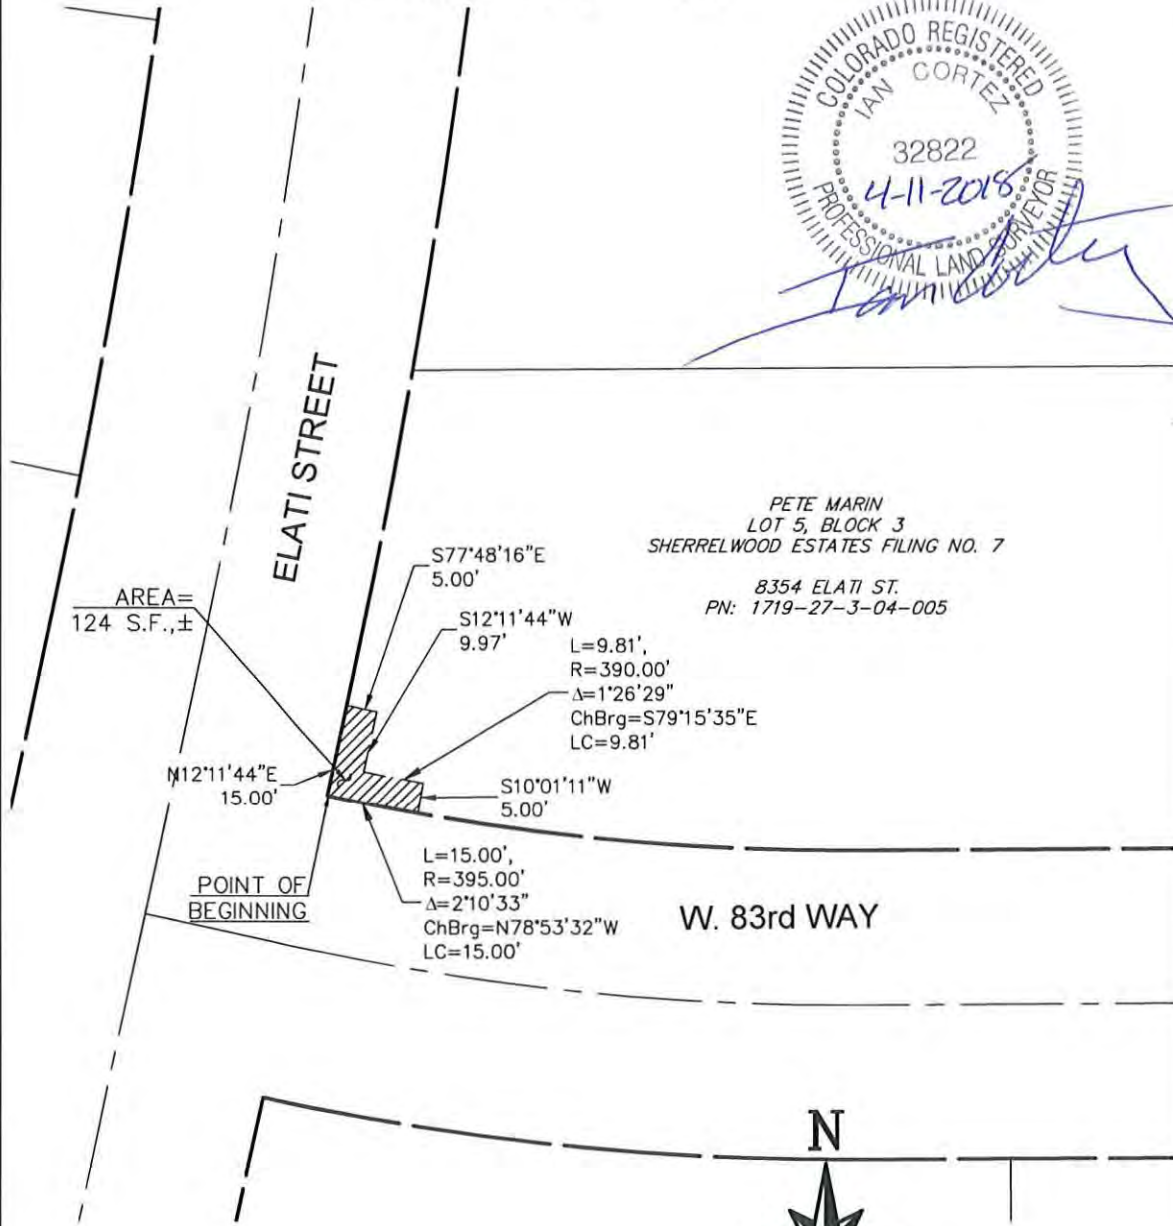 COLORADO REGISTERED
IAN CORTEZ
32822
4-11-2018
PROFESSIONAL LAND SURVEYOR
ELATI STREET
PETE MARIN
LOT 5, BLOCK 3
SHERRELWOOD ESTATES FILING NO. 7
8354 ELATI ST.
PN: 1719-27-3-04-005
S77°48'16"E
5.00'
AREA=
124 S.F.,±
S12°11'44"W
9.97'
L=9.81',
R=390.00'
Δ=1°26'29"
ChBrg=S79°15'35"E
LC=9.81'
N12°11'44"E
15.00'
S10°01'11"W
5.00'
L=15.00',
R=395.00'
Δ=2°10'33"
ChBrg=N78°53'32"W
LC=15.00'
POINT OF
BEGINNING
W. 83rd WAY
N